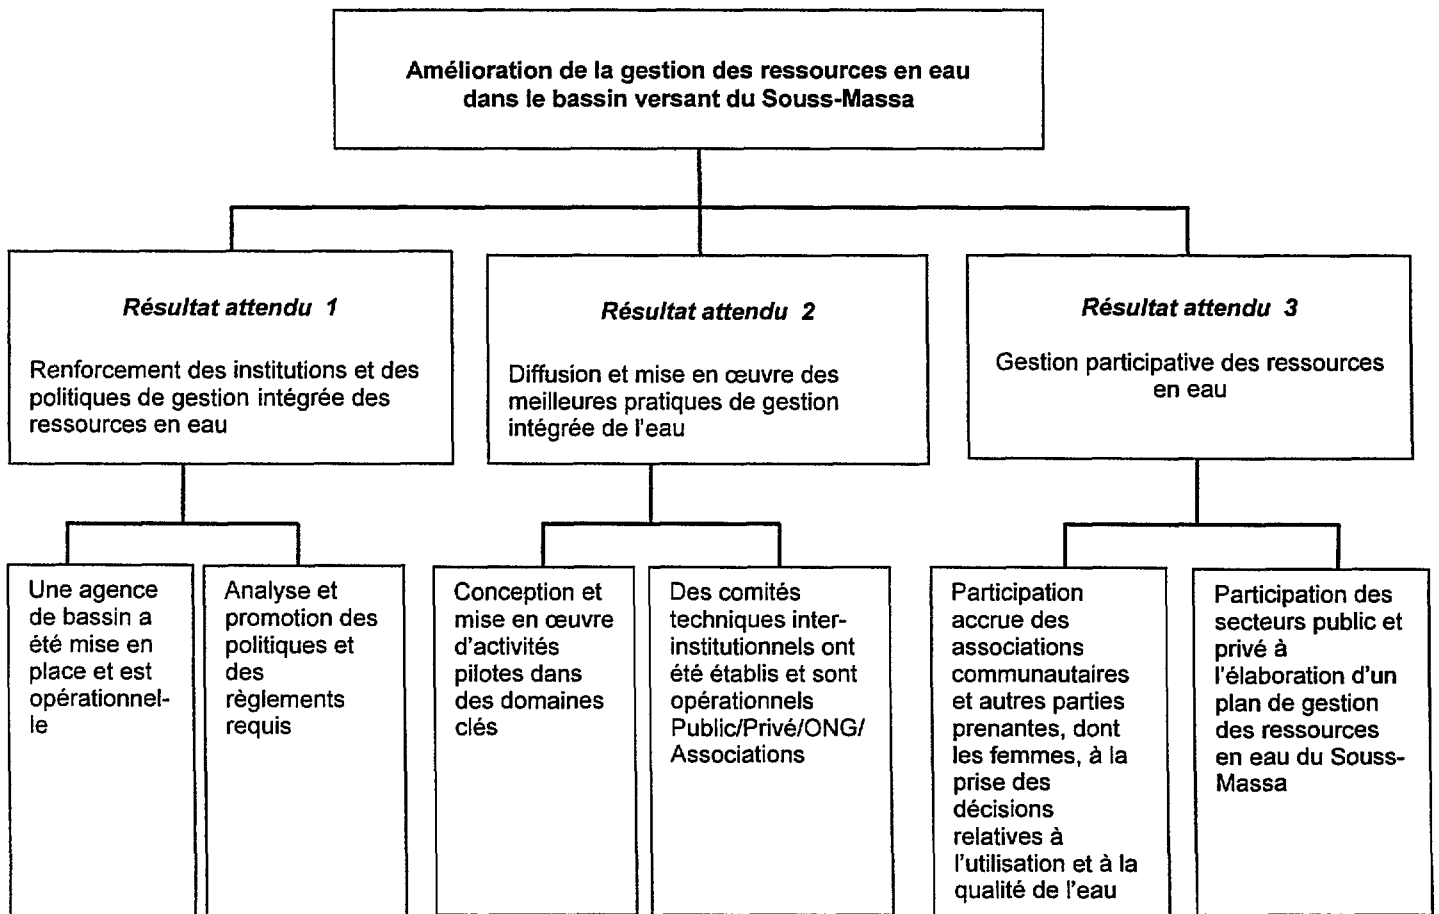 Amélioration de la gestion des ressources en eau
dans le bassin versant du Souss-Massa
Résultat attendu 1
Renforcement des institutions et des
politiques de gestion intégrée des
ressources en eau
Résultat attendu 2
Diffusion et mise en œuvre des
meilleures pratiques de gestion
intégrée de l'eau
Résultat attendu 3
Gestion participative des ressources
en eau
Une agence
de bassin a
été mise en
place et est
opérationnel-
le
Analyse et
promotion des
politiques et
des
règlements
requis
Conception et
mise en œuvre
d'activités
pilotes dans
des domaines
clés
Des comités
techniques inter-
institutionnels ont
été établis et sont
opérationnels
Public/Privé/ONG/
Associations
Participation
accrue des
associations
communautaires
et autres parties
prenantes, dont
les femmes, à la
prise des
décisions
relatives à
l'utilisation et à la
qualité de l'eau
Participation des
secteurs public et
privé à
l'élaboration d'un
plan de gestion
des ressources
en eau du Souss-
Massa